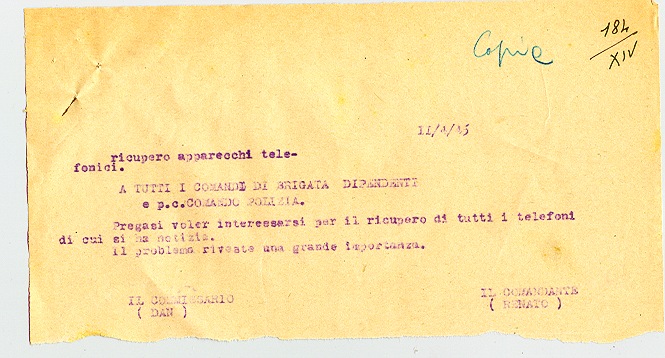 Copia
184
XIV
11/4/45
ricupero apparecchi tele-
fonici.
A TUTTI I COMANDI DI BRIGATA DIPENDENTI
e p.c.COMANDO POLIZIA.
Pregasi voler interessarsi per il ricupero di tutti i telefoni
di cui si ha notizia.
Il problema riveste una grande importanza.
IL COMMISSARIO
( DAN )
IL COMANDANTE
( RENATO )